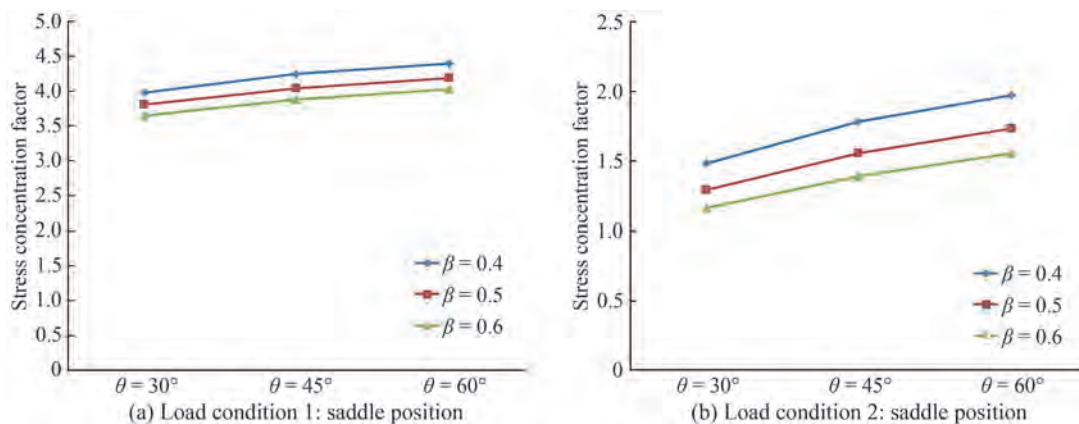 Stress concentration factor
5.0
4.5
4.0
3.5
3.0
2.5
2.0
1.5
1.0
0.5
0
β = 0.4
β = 0.5
β = 0.6
θ = 30°
θ = 45°
θ = 60°
(a) Load condition 1: saddle position
Stress concentration factor
2.5
2.0
1.5
1.0
0.5
0
β = 0.4
β = 0.5
β = 0.6
θ = 30°
θ = 45°
θ = 60°
(b) Load condition 2: saddle position